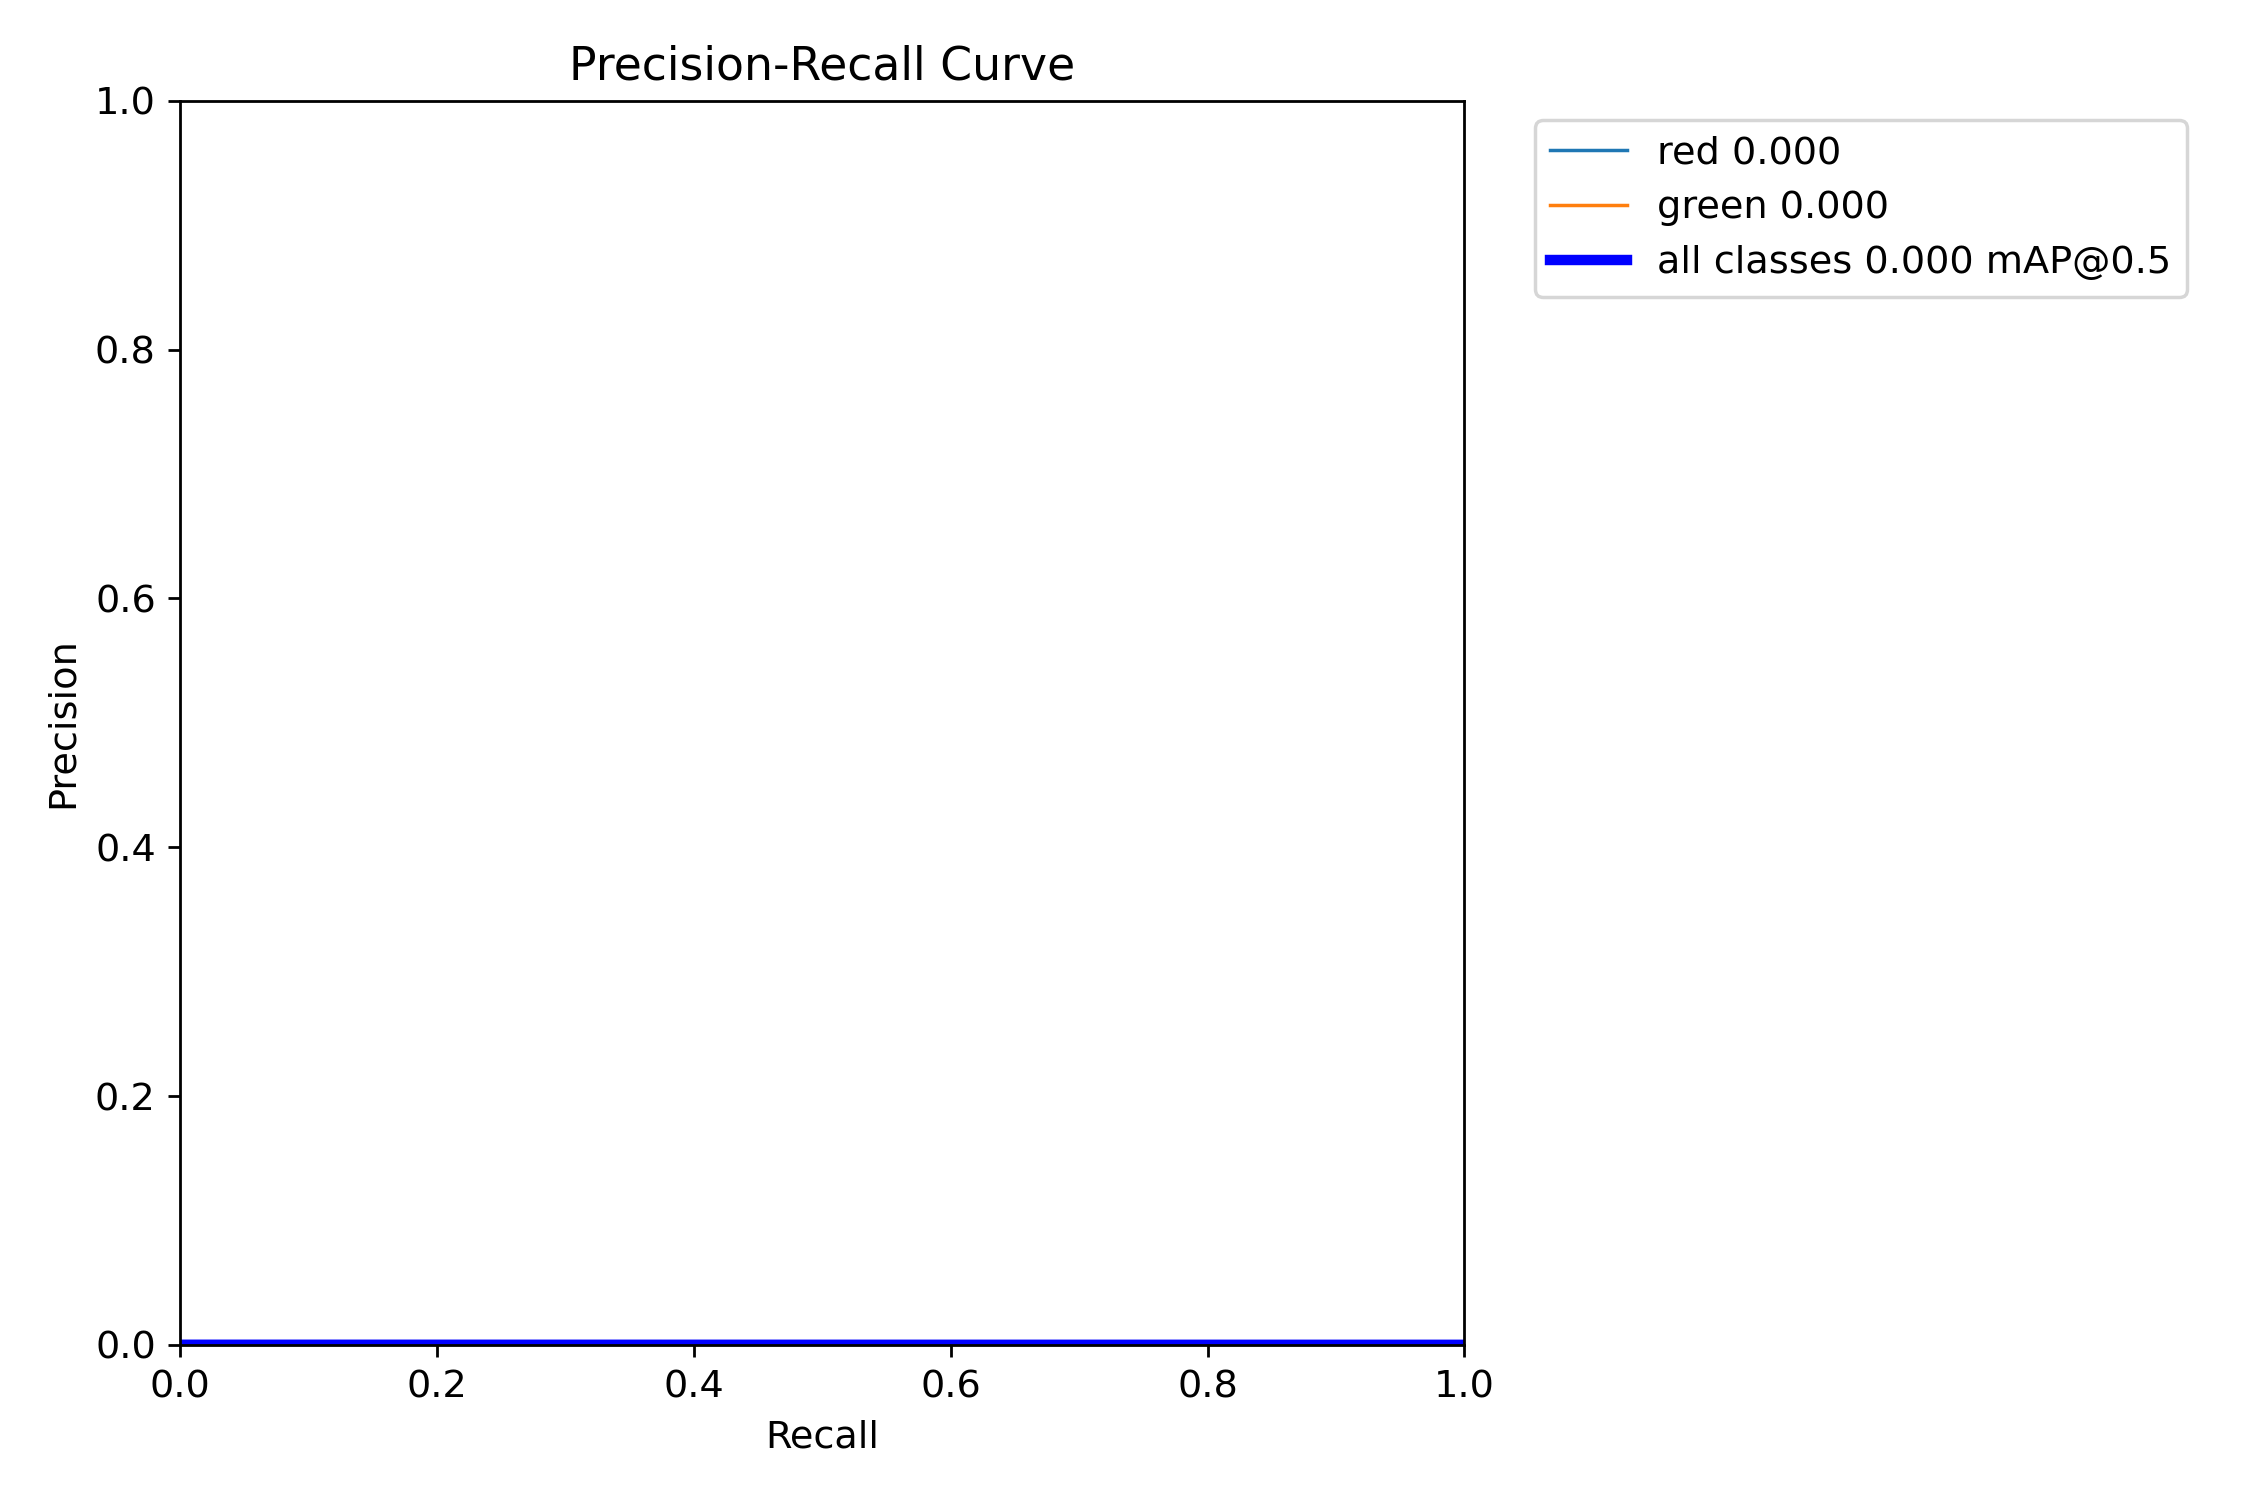 Precision-Recall Curve
1.0
0.8
0.6
0.4
0.2
0.0
Precision
0.0 0.2 0.4 0.6 0.8 1.0
Recall
red 0.000
green 0.000
all classes 0.000 mAP@0.5